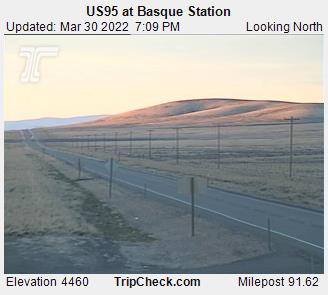 US95 at Basque Station
Updated: Mar 30 2022 7:09 PM Looking North
Elevation 4460 TripCheck.com Milepost 91.62